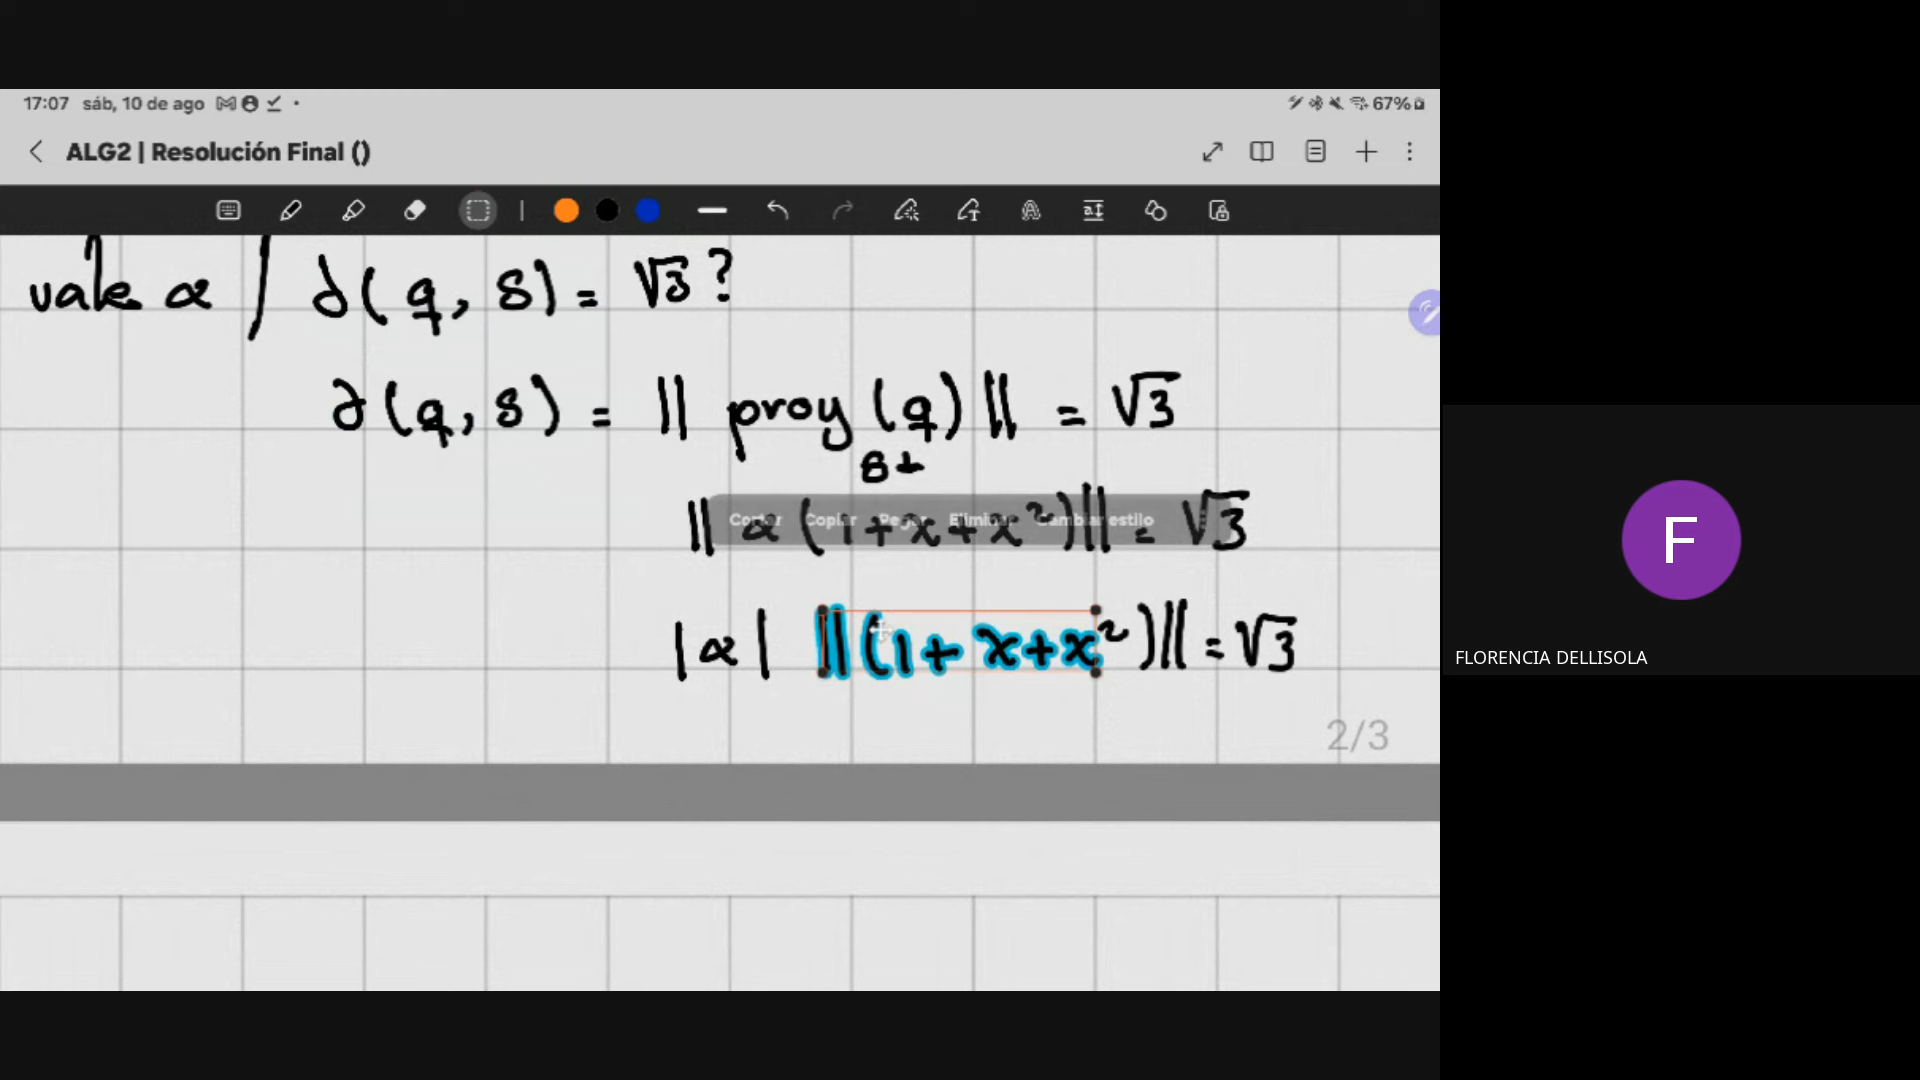 17:07 sáb, 10 de ago 67%
ALG2 | Resolución Final ()
vale α / d(q, S) = √3 ?
d(q, S) = || proy (q) || = √3
S⊥
|| α (1+x+x²) || = √3
Cortar Copiar Pegar Eliminar Cambiar estilo
|α| ||(1+x+x²)|| = √3
2/3
F
FLORENCIA DELLISOLA